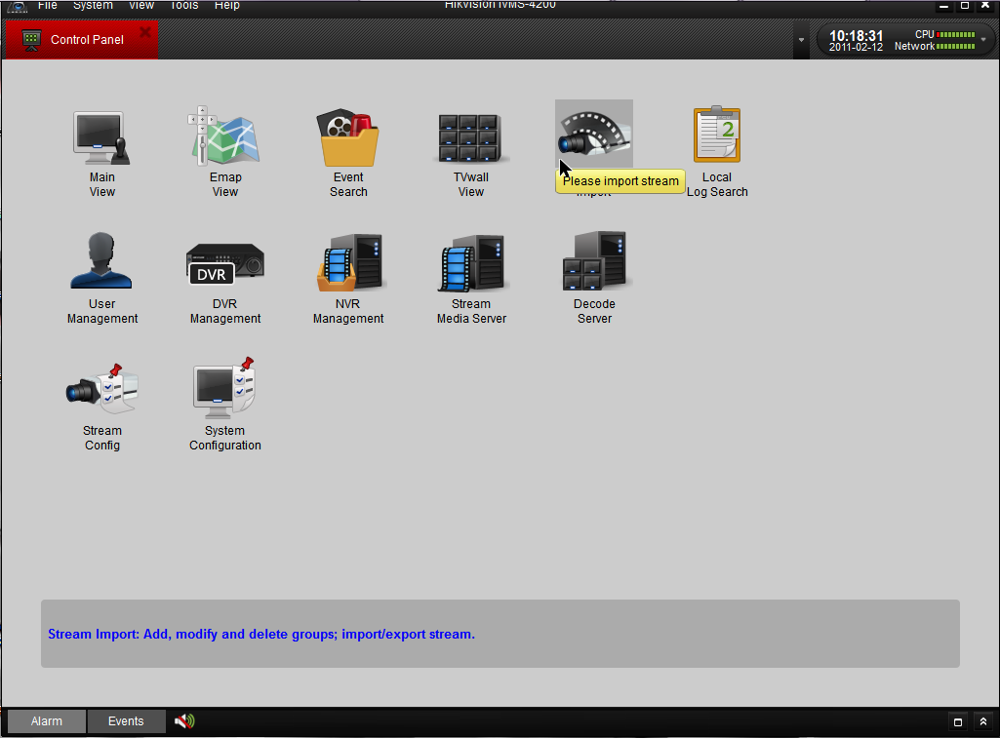 File System View Tools Help
Hikvision iVMS-4200
Control Panel
10:18:31
2011-02-12
CPU
Network
Main
View
Emap
View
Event
Search
TVwall
View
Please import stream
Import
2
Local
Log Search
User
Management
DVR
DVR
Management
NVR
Management
Stream
Media Server
Decode
Server
Stream
Config
System
Configuration
Stream Import: Add, modify and delete groups; import/export stream.
Alarm
Events